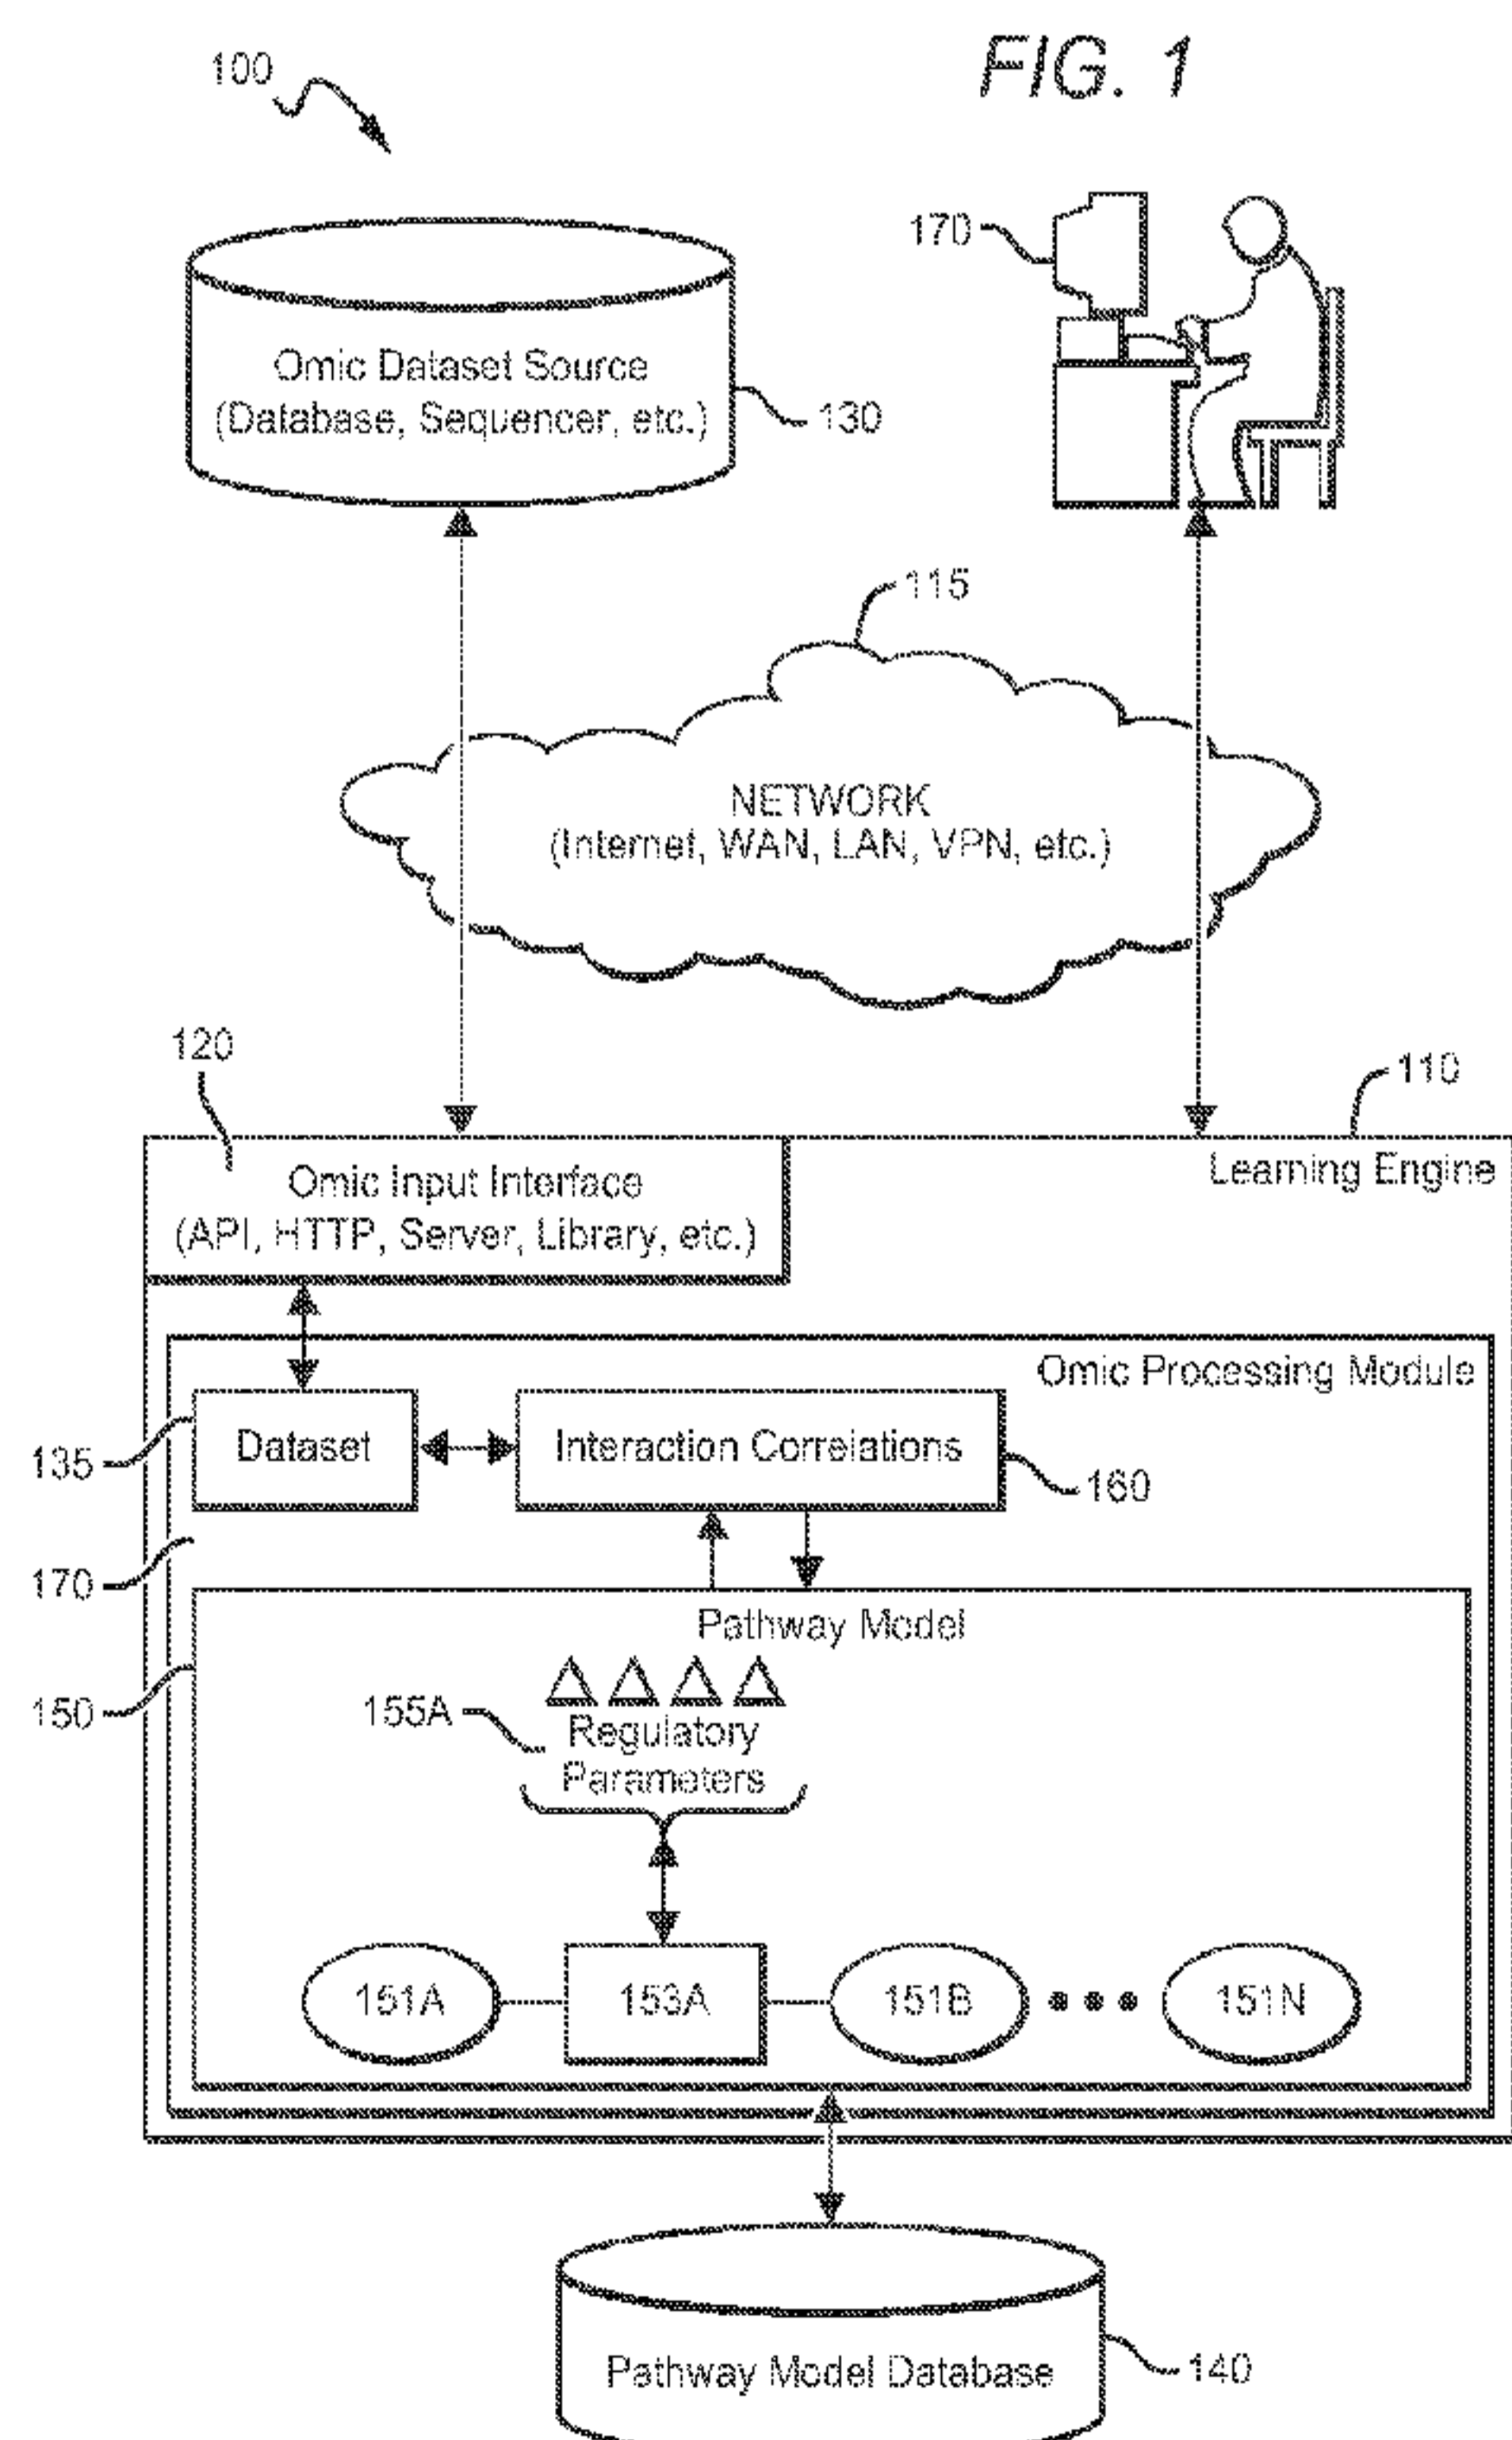 FIG. 1
100
170
Omic Dataset Source
(Database, Sequencer, etc.)
130
115
NETWORK
(Internet, WAN, LAN, VPN, etc.)
120
110
Learning Engine
Omic Input Interface
(API, HTTP, Server, Library, etc.)
Omic Processing Module
135
Dataset
Interaction Correlations
160
170
Pathway Model
150
155A
Regulatory
Parameters
151A
153A
151B
151N
Pathway Model Database
140